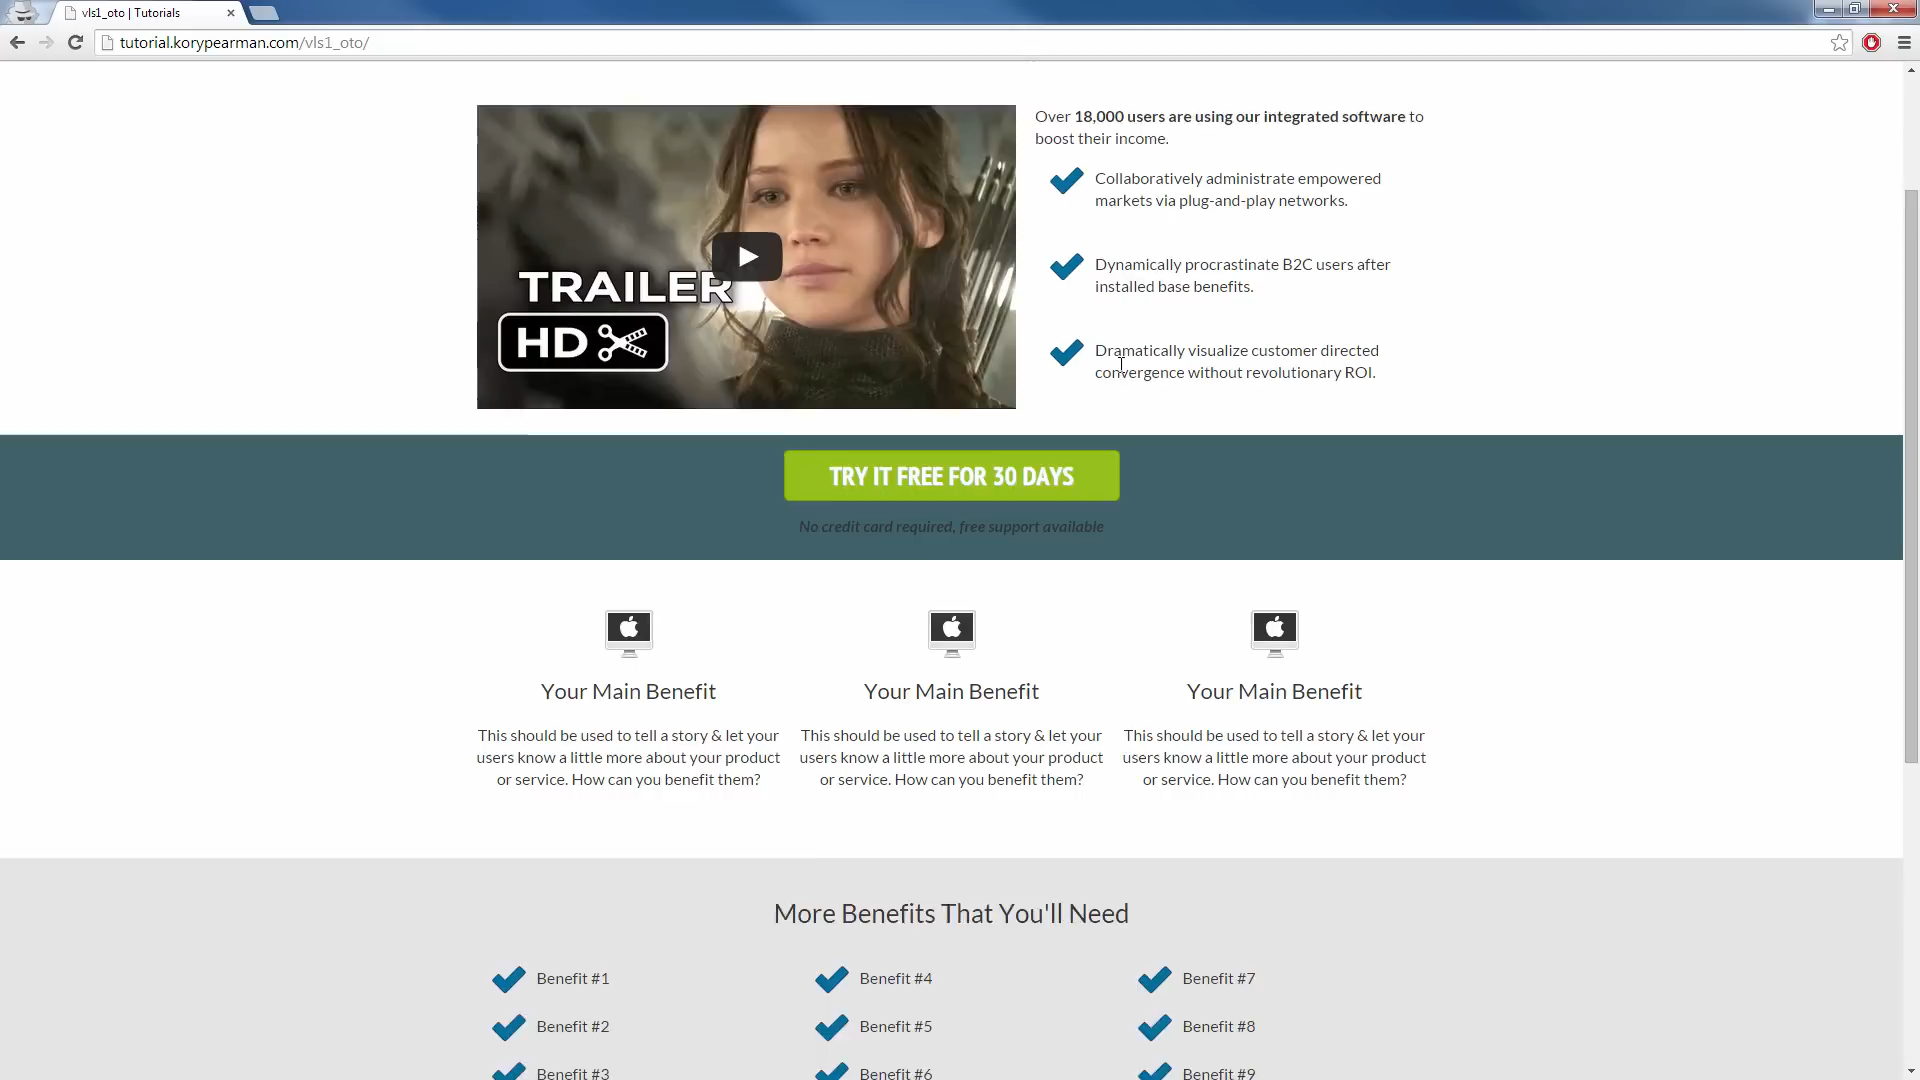 vls1_oto | Tutorials
tutorial.korypearman.com/vls1_oto/
TRAILER
HD
Over 18,000 users are using our integrated software to
boost their income.
Collaboratively administrate empowered
markets via plug-and-play networks.
Dynamically procrastinate B2C users after
installed base benefits.
Dramatically visualize customer directed
convergence without revolutionary ROI.
TRY IT FREE FOR 30 DAYS
No credit card required, free support available
Your Main Benefit
This should be used to tell a story & let your
users know a little more about your product
or service. How can you benefit them?
Your Main Benefit
This should be used to tell a story & let your
users know a little more about your product
or service. How can you benefit them?
Your Main Benefit
This should be used to tell a story & let your
users know a little more about your product
or service. How can you benefit them?
More Benefits That You'll Need
Benefit #1
Benefit #2
Benefit #3
Benefit #4
Benefit #5
Benefit #6
Benefit #7
Benefit #8
Benefit #9